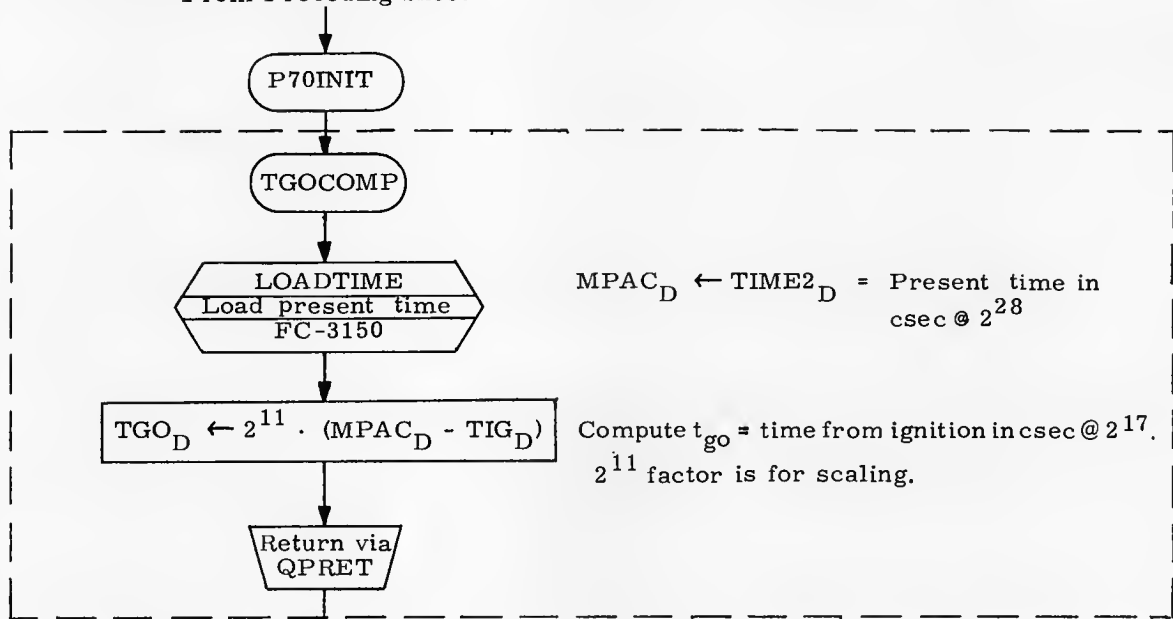 P70INIT
TGOCOMP
LOADTIME
Load present time
FC-3150
MPAC_D ← TIME2_D = Present time in
csec @ 2^28
TGO_D ← 2^11 · (MPAC_D - TIG_D)
Compute t_go = time from ignition in csec @ 2^17.
2^11 factor is for scaling.
Return via
QPRET